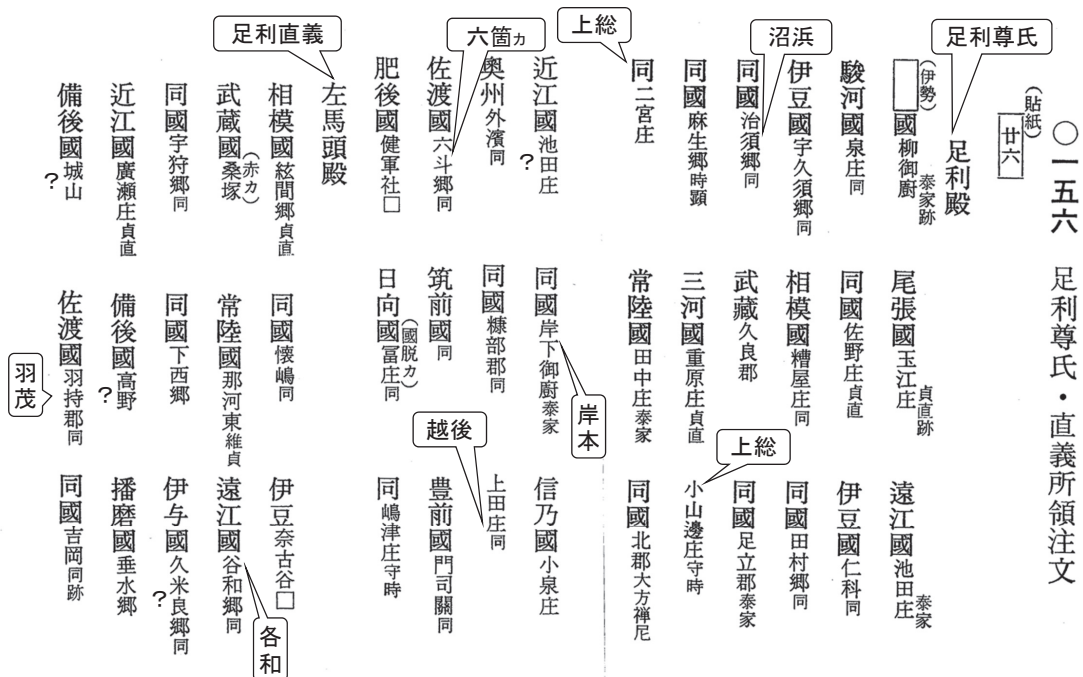 〇一五六 足利尊氏・直義所領注文
(貼紙)
廿六
足利尊氏
足利殿
(伊勢)
□國柳御厨 泰家跡
尾張國玉江庄 貞直跡
遠江國池田庄 泰家
駿河國泉庄同
同國佐野庄貞直
伊豆國仁科同
伊豆國宇久須郷同
相模國糟屋庄同
同國田村郷同
沼浜
同國治須郷同
武藏久良郡
同國足立郡泰家
同國麻生郷時顕
三河國重原庄貞直
上総
小山邊庄守時
上総
同二宮庄
常陸國田中庄泰家
同國北郡大方禅尼
近江國池田庄
?
同國岸下御厨泰家
岸本
信乃國小泉庄
奥州外濱同
同國糠部郡同
越後
上田庄同
六箇カ
佐渡國六斗郷同
筑前國同
豊前國門司關同
肥後國健軍社□
(國脱カ)
日向國冨庄同
同嶋津庄守時
足利直義
左馬頭殿
相模國絃間郷貞直
同國懐嶋同
伊豆奈古谷□
(赤カ)
武蔵國桑塚
常陸國那河東維貞
遠江國谷和郷同
各和
同國宇狩郷同
同國下西郷
伊与國久米良郷同
?
近江國廣瀬庄貞直
備後國高野
?
播磨國垂水郷
備後國城山
?
佐渡國羽持郡同
羽茂
同國吉岡同跡